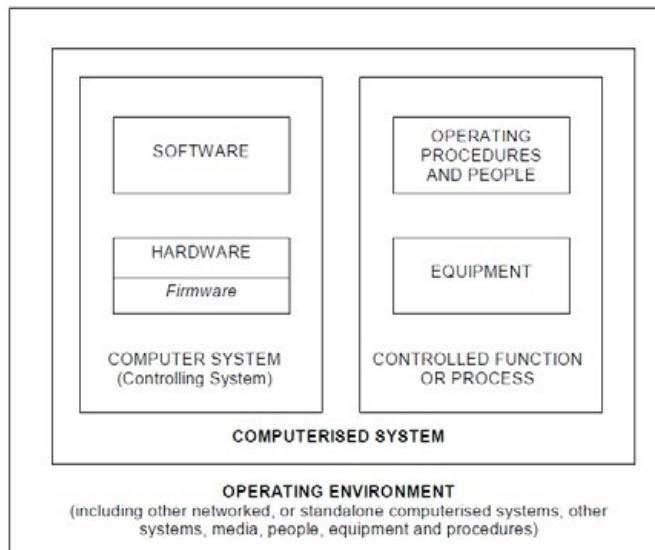 SOFTWARE
HARDWARE
Firmware
COMPUTER SYSTEM
(Controlling System)
OPERATING
PROCEDURES
AND PEOPLE
EQUIPMENT
CONTROLLED FUNCTION
OR PROCESS
COMPUTERISED SYSTEM
OPERATING ENVIRONMENT
(including other networked, or standalone computerised systems, other
systems, media, people, equipment and procedures)